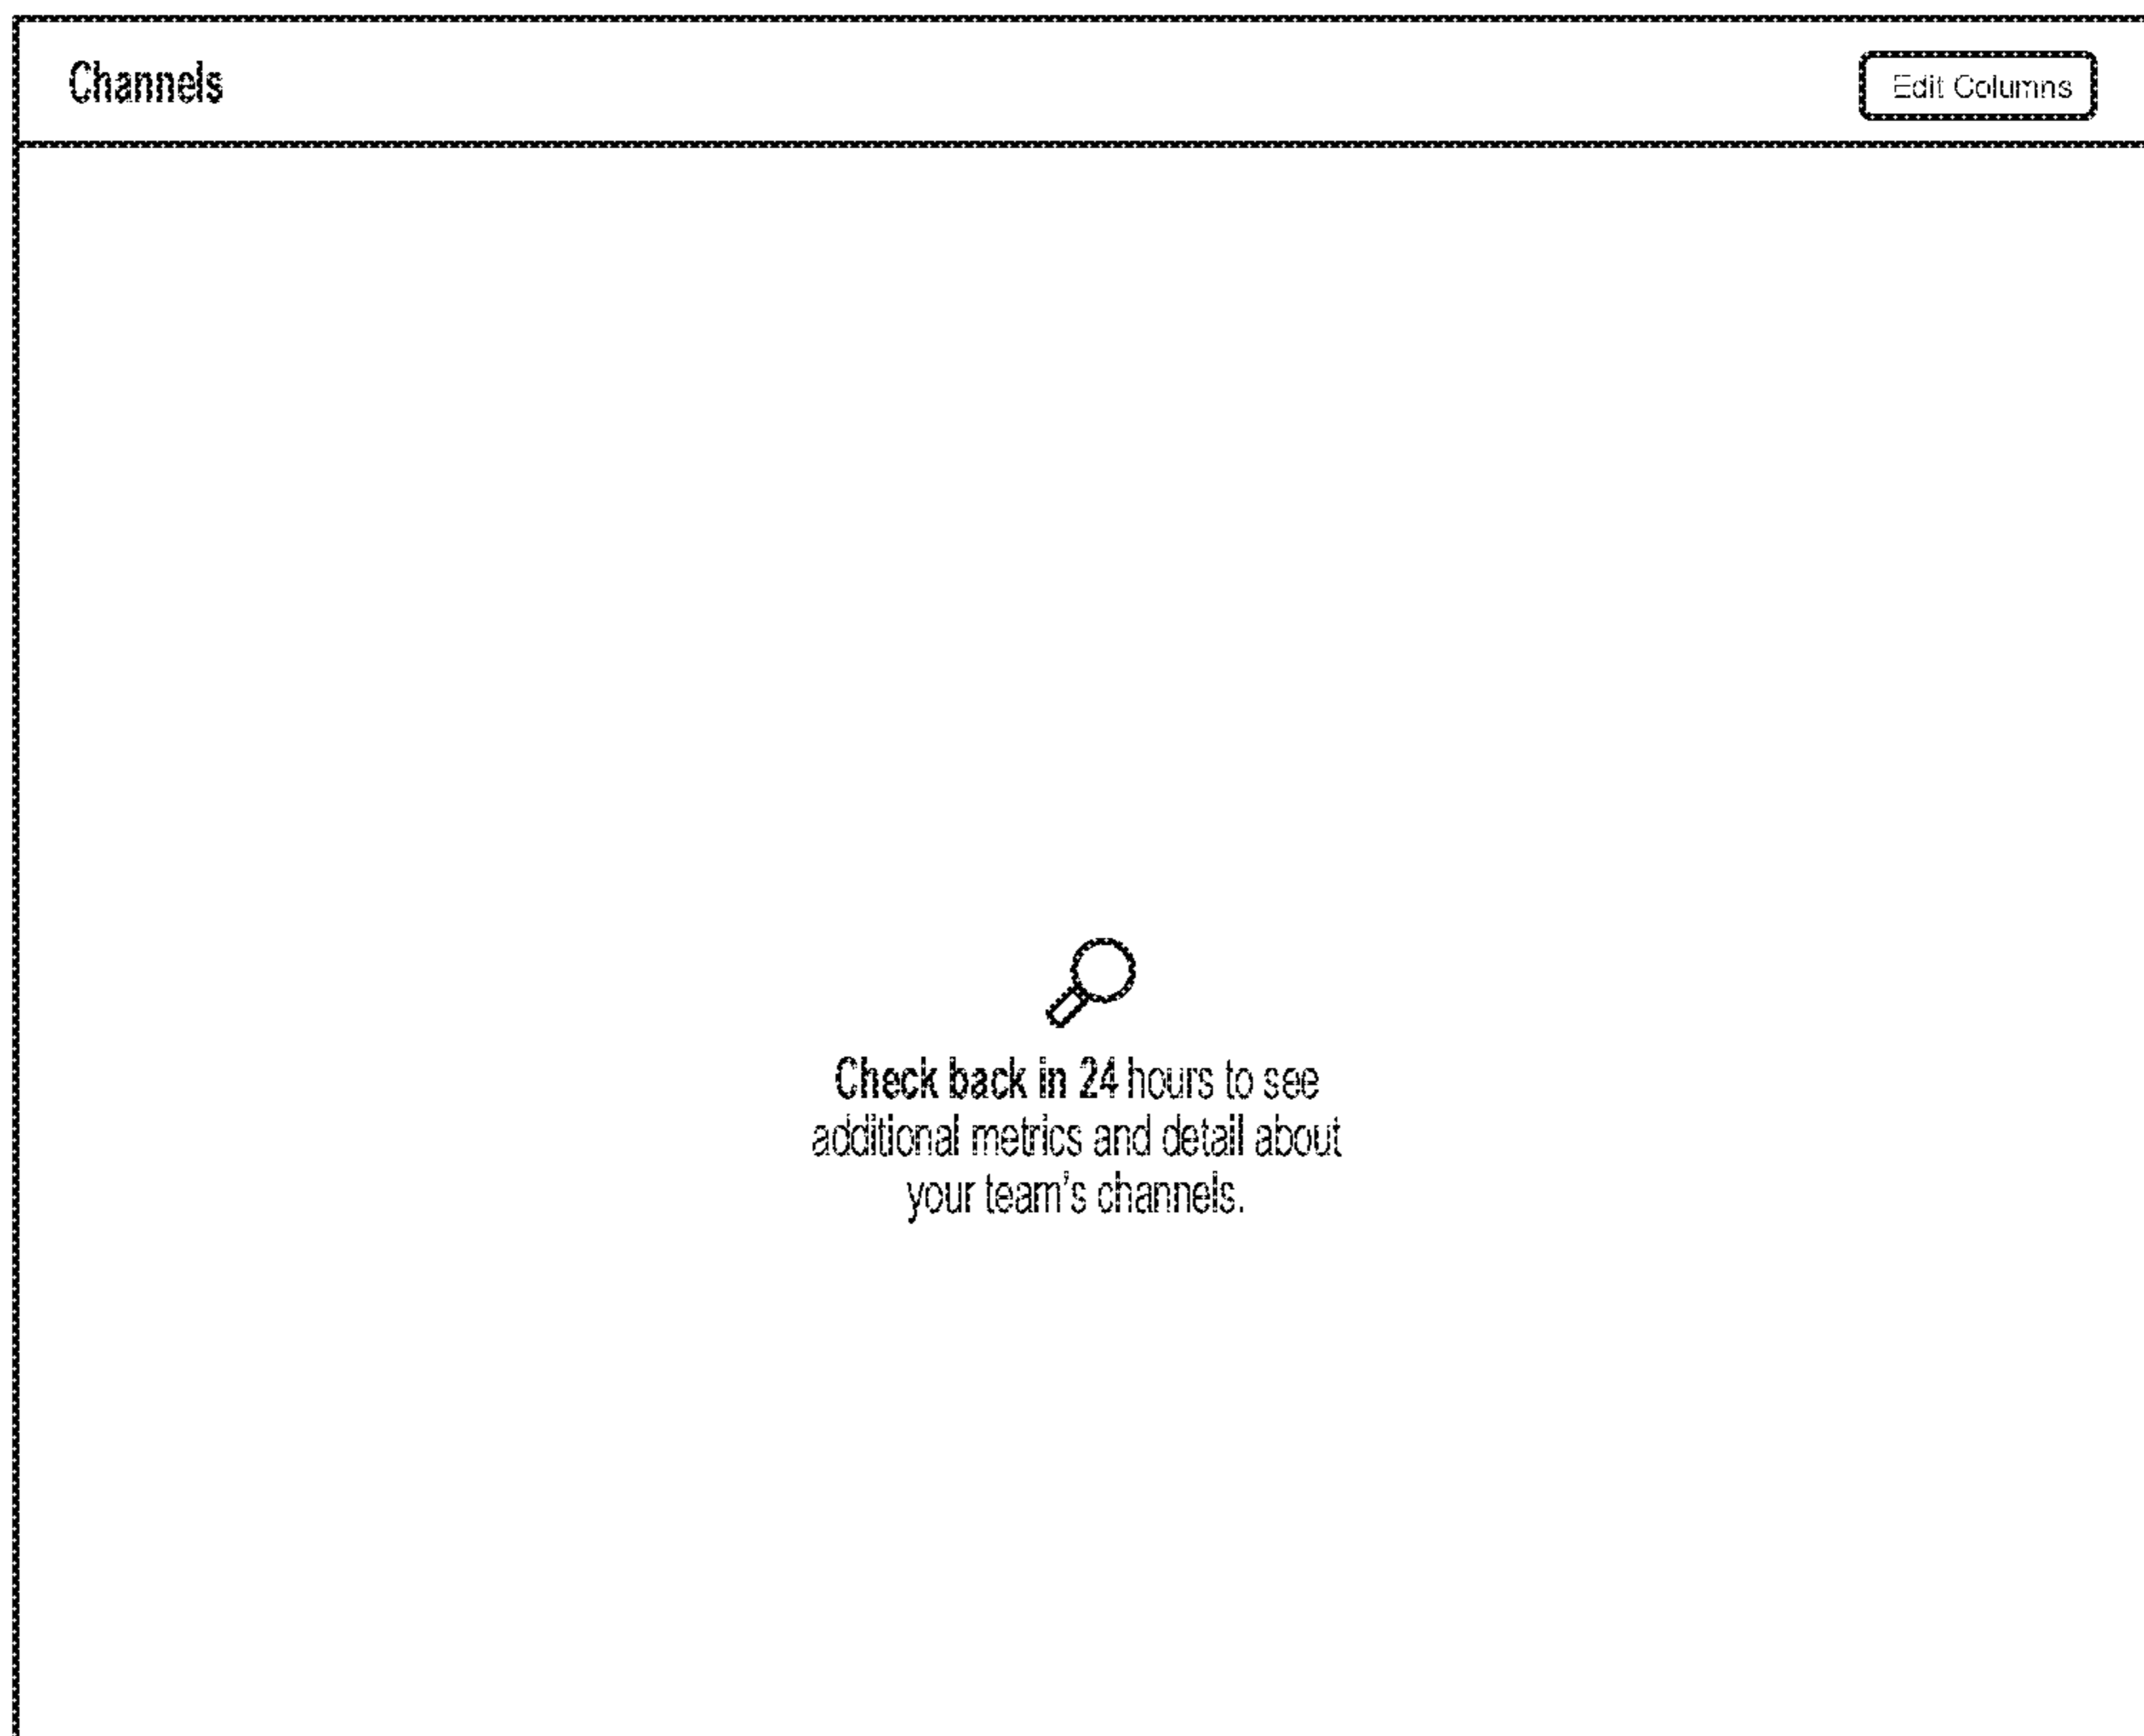 Channels
Edit Columns
Check back in 24 hours to see
additional metrics and detail about
your team's channels.